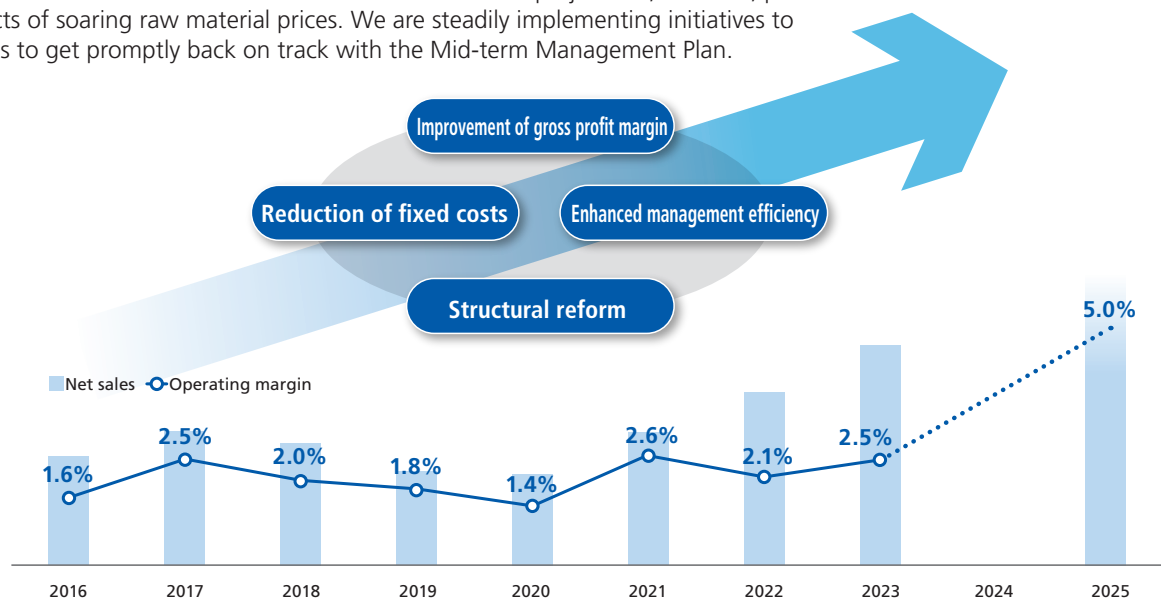 cts of soaring raw material prices. We are steadily implementing initiatives to
s to get promptly back on track with the Mid-term Management Plan.
Improvement of gross profit margin
Reduction of fixed costs
Enhanced management efficiency
Structural reform
5.0%
Net sales
Operating margin
1.6%
2.5%
2.0%
1.8%
1.4%
2.6%
2.1%
2.5%
2016
2017
2018
2019
2020
2021
2022
2023
2024
2025